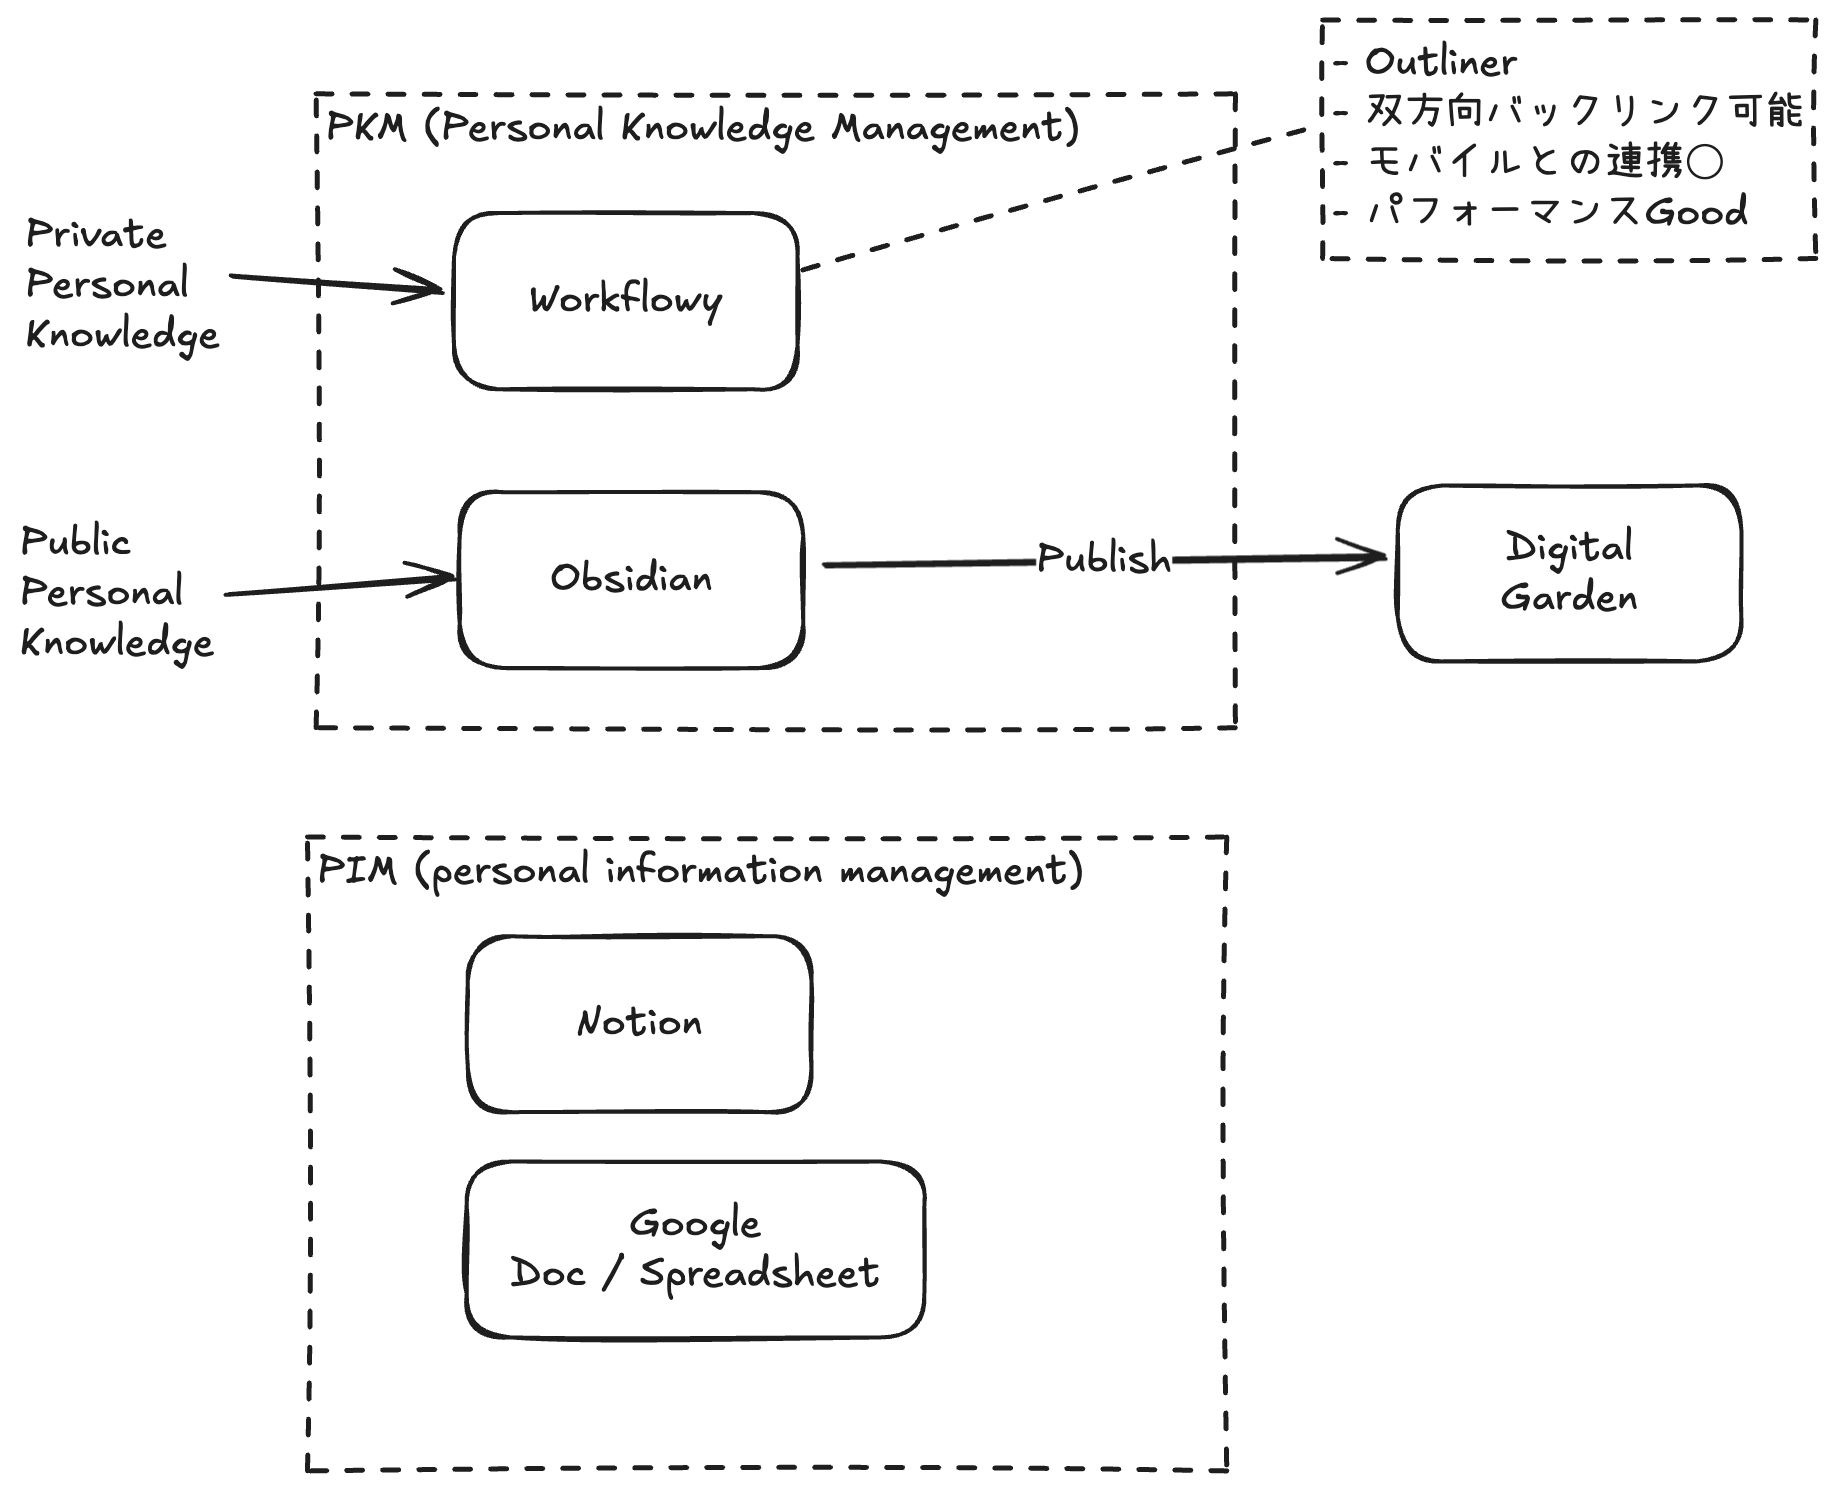 - Outliner
- 双方向バックリンク可能
- モバイルとの連携◯
- パフォーマンスGood
PKM (Personal Knowledge Management)
Private
Personal
Knowledge
Workflowy
Public
Personal
Knowledge
Obsidian
Publish
Digital
Garden
PIM (personal information management)
Notion
Google
Doc / Spreadsheet